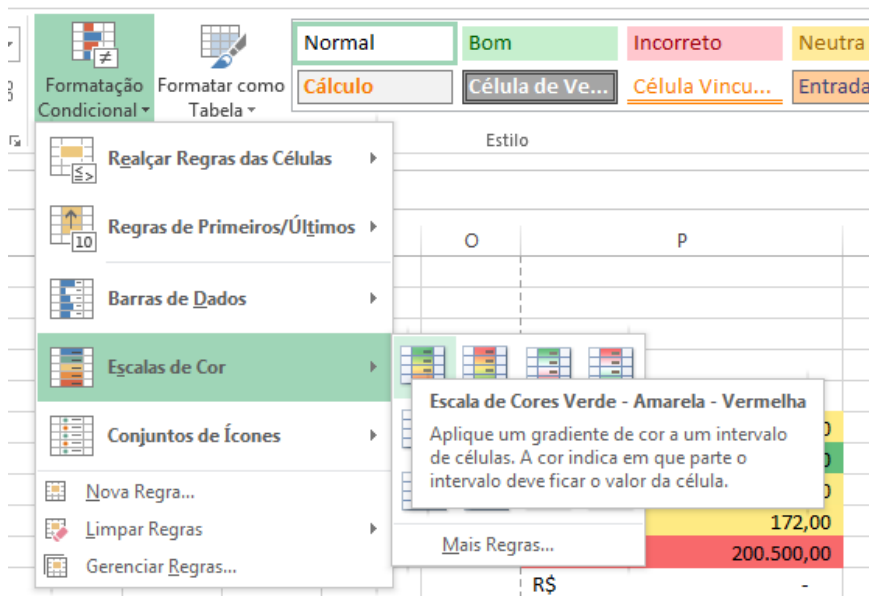 Formatação
Condicional
Formatar como
Tabela
Normal
Bom
Incorreto
Neutra
Cálculo
Célula de Ve...
Célula Vincu...
Entrada
Estilo
Realçar Regras das Células
Regras de Primeiros/Últimos
10
Barras de Dados
Escalas de Cor
Conjuntos de Ícones
Nova Regra...
Limpar Regras
Gerenciar Regras...
O
P
Escala de Cores Verde - Amarela - Vermelha
Aplique um gradiente de cor a um intervalo
de células. A cor indica em que parte o
intervalo deve ficar o valor da célula.
Mais Regras...
172,00
200.500,00
R$ -